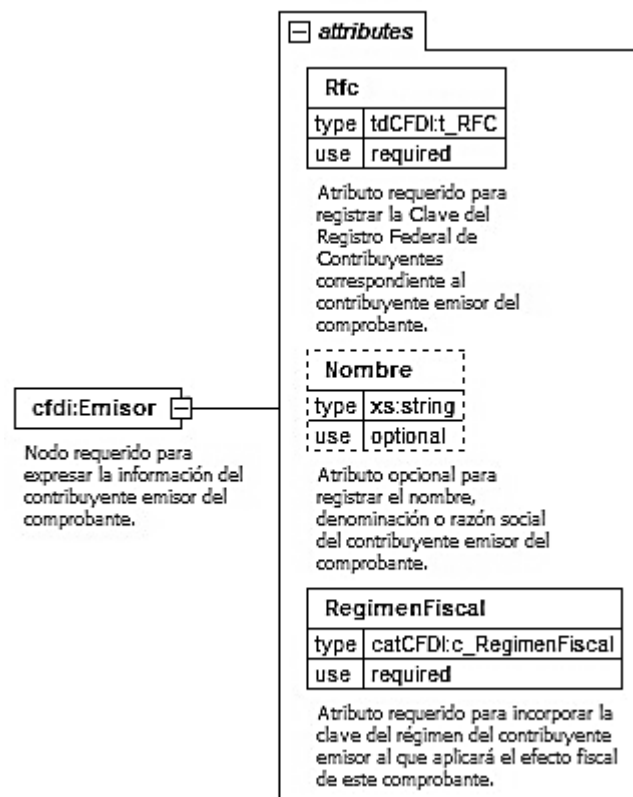 attributes
Rfc
type tdCFDI:t_RFC
use required
Atributo requerido para
registrar la Clave del
Registro Federal de
Contribuyentes
correspondiente al
contribuyente emisor del
comprobante.
Nombre
type xs:string
use optional
Atributo opcional para
registrar el nombre,
denominación o razón social
del contribuyente emisor del
comprobante.
cfdi:Emisor
Nodo requerido para
expresar la información del
contribuyente emisor del
comprobante.
RegimenFiscal
type catCFDI:c_RegimenFiscal
use required
Atributo requerido para incorporar la
clave del régimen del contribuyente
emisor al que aplicará el efecto fiscal
de este comprobante.